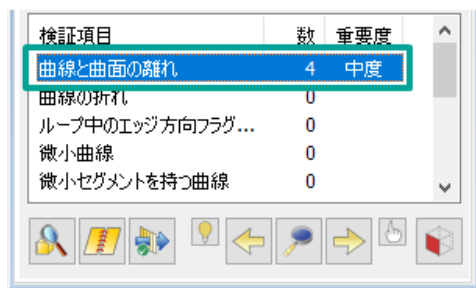 検証項目 数 重要度
曲線と曲面の離れ 4 中度
曲線の折れ 0
ループ中のエッジ方向フラグ... 0
微小曲線 0
微小セグメントを持つ曲線 0